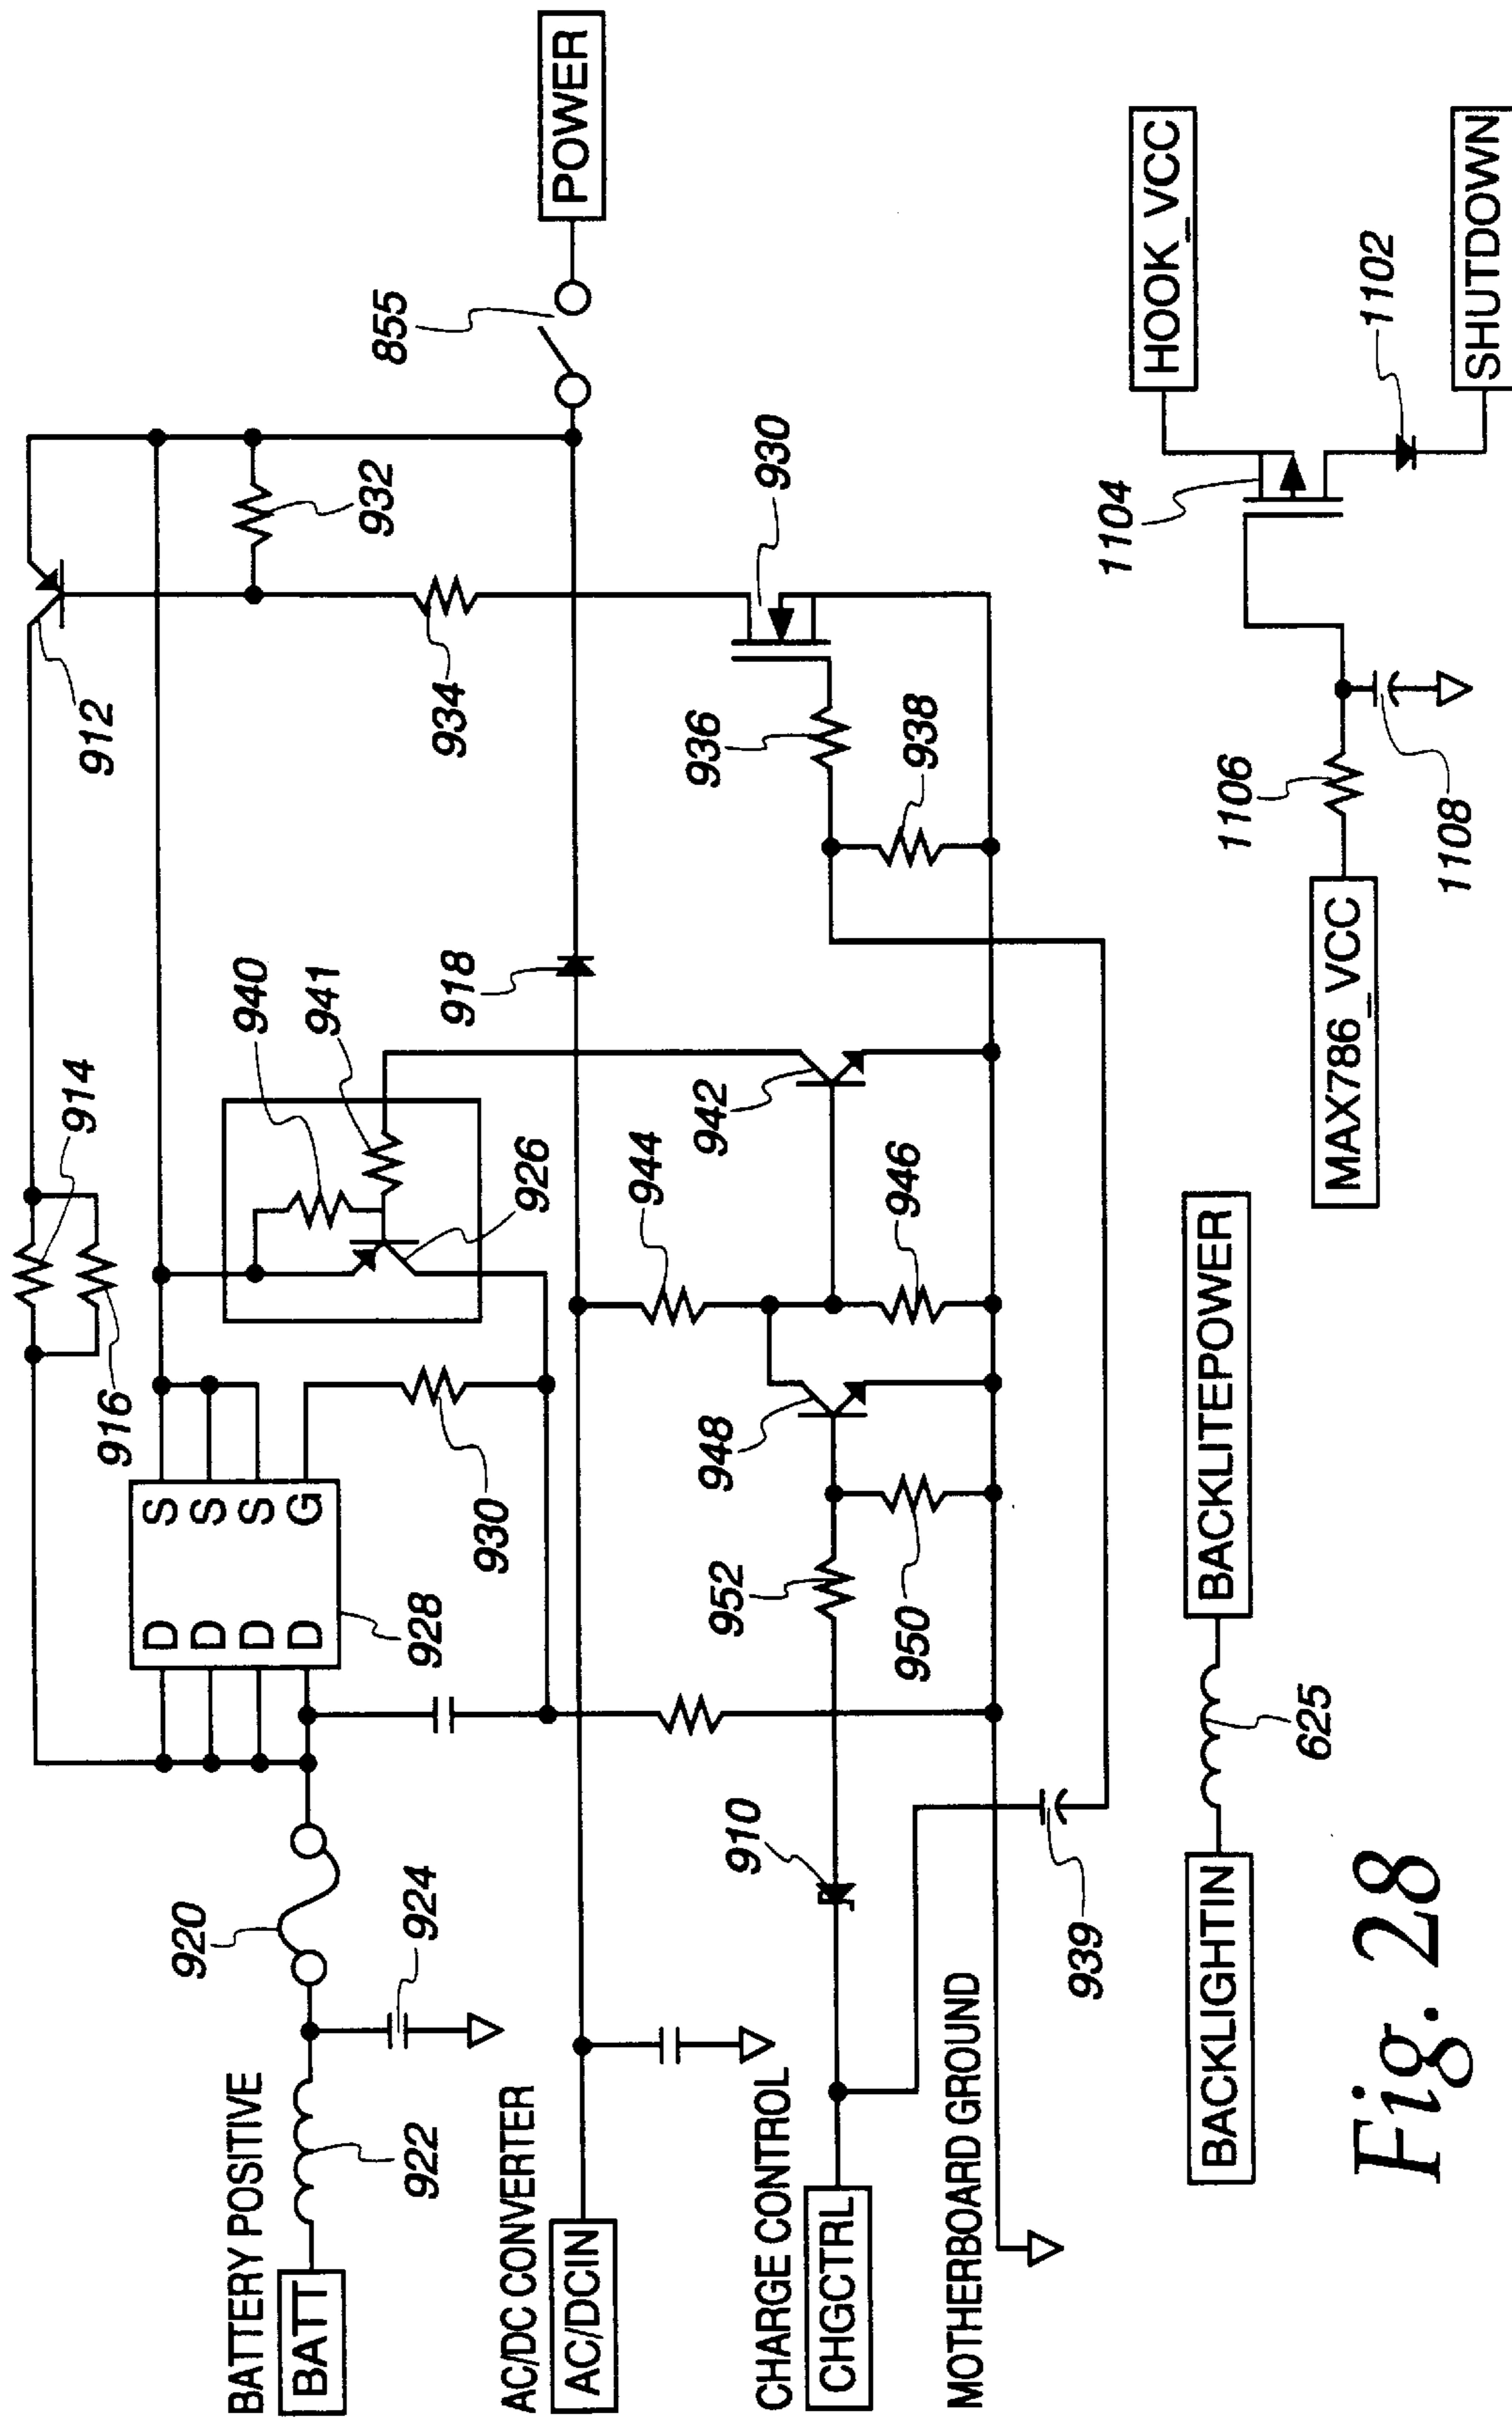 BATTERY POSITIVE
BATT
922
924
920
916
914
D
D
D
D
S
S
S
G
928
930
940
941
926
912
932
934
855
POWER
AC/DC CONVERTER
AC/DCIN
918
944
946
942
948
950
952
936
938
930
CHARGE CONTROL
CHGCTRL
910
939
MOTHERBOARD GROUND
BACKLIGHTIN
625
BACKLITEPOWER
MAX786_VCC
1106
1108
1104
1102
HOOK_VCC
SHUTDOWN
Fig. 28